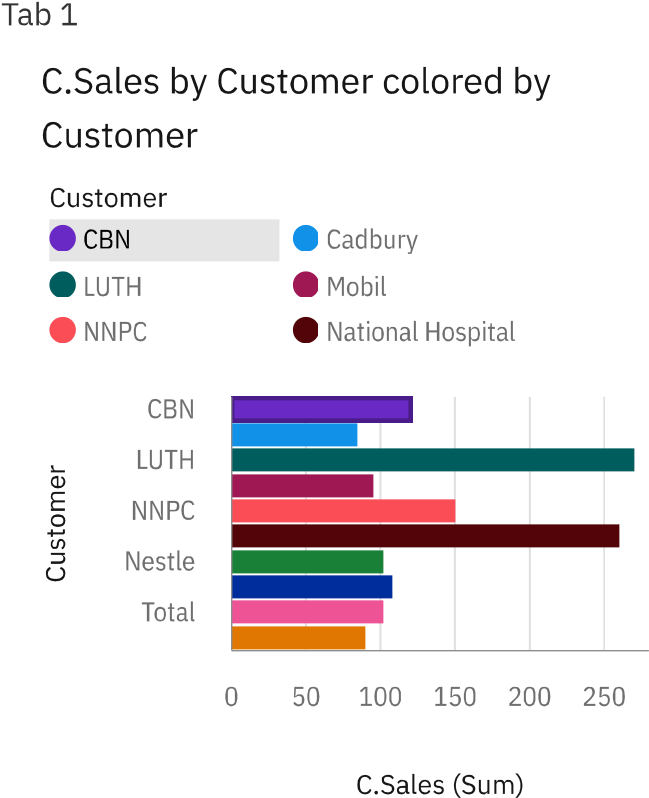 Tab 1
C.Sales by Customer colored by
Customer
Customer
CBN
Cadbury
LUTH
Mobil
NNPC
National Hospital
CBN
LUTH
NNPC
Nestle
Total
Customer
0 50 100 150 200 250
C.Sales (Sum)